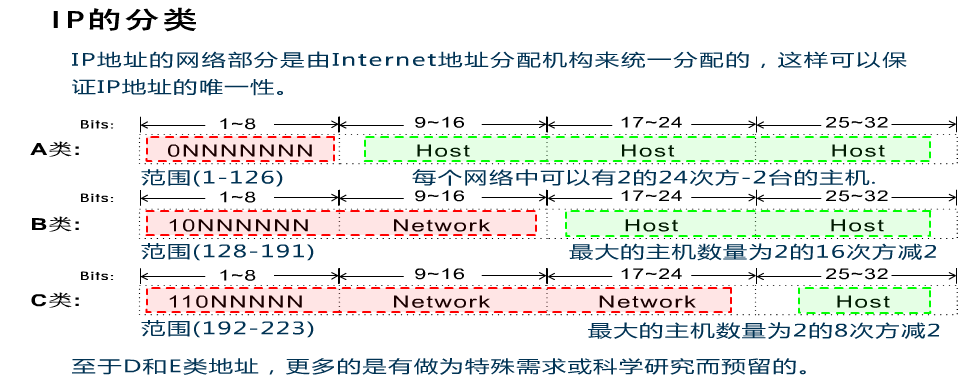 IP的分类
IP地址的网络部分是由Internet地址分配机构来统一分配的，这样可以保
证IP地址的唯一性。
Bits: 1~8 9~16 17~24 25~32
A类: 0NNNNNNN Host Host Host
范围(1-126) 每个网络中可以有2的24次方-2台的主机.
Bits: 1~8 9~16 17~24 25~32
B类: 10NNNNNN Network Host Host
范围(128-191) 最大的主机数量为2的16次方减2
Bits: 1~8 9~16 17~24 25~32
C类: 110NNNNN Network Network Host
范围(192-223) 最大的主机数量为2的8次方减2
至于D和E类地址，更多的是有做为特殊需求或科学研究而预留的。